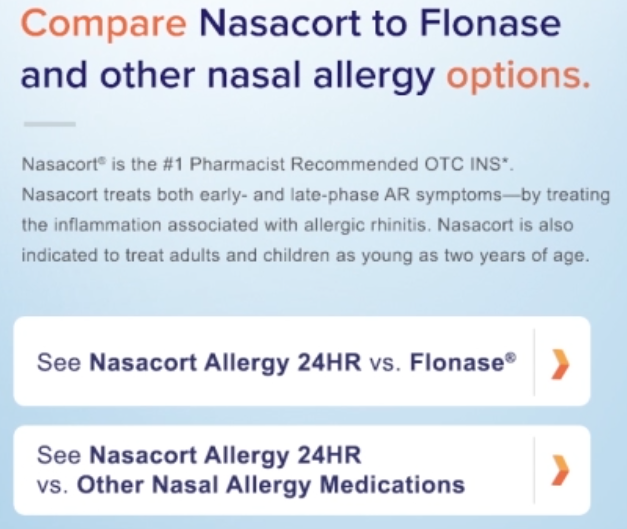 Compare Nasacort to Flonase
and other nasal allergy options.
Nasacort® is the #1 Pharmacist Recommended OTC INS*.
Nasacort treats both early- and late-phase AR symptoms—by treating
the inflammation associated with allergic rhinitis. Nasacort is also
indicated to treat adults and children as young as two years of age.
See Nasacort Allergy 24HR vs. Flonase®
See Nasacort Allergy 24HR
vs. Other Nasal Allergy Medications